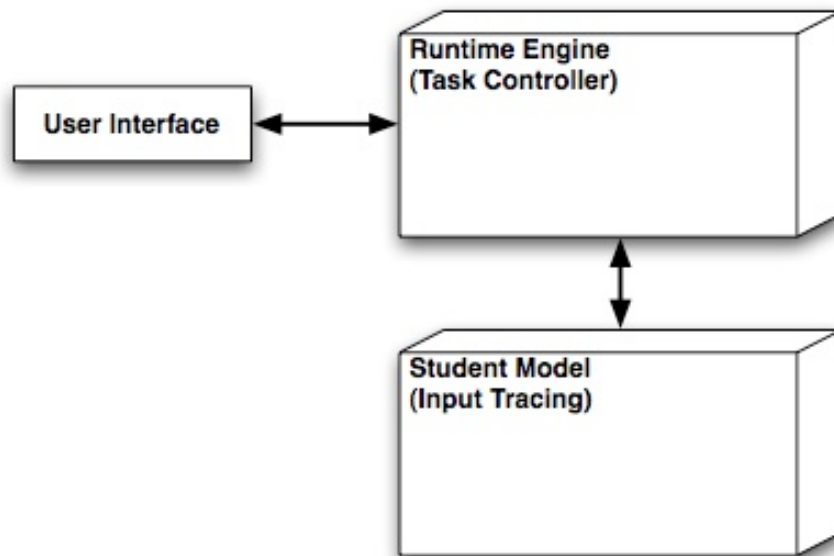 Runtime Engine
(Task Controller)
User Interface
Student Model
(Input Tracing)